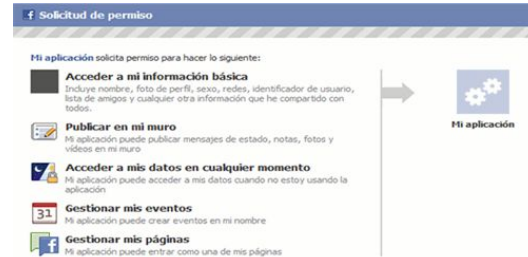 f Solicitud de permiso
Mi aplicación solicita permiso para hacer lo siguiente:
Acceder a mi información básica
Incluye nombre, foto de perfil, sexo, redes, identificador de usuario,
lista de amigos y cualquier otra información que he compartido con
todos.
Publicar en mi muro
Mi aplicación puede publicar mensajes de estado, notas, fotos y
vídeos en mi muro
Acceder a mis datos en cualquier momento
Mi aplicación puede acceder a mis datos cuando no estoy usando la
aplicación
31 Gestionar mis eventos
Mi aplicación puede crear eventos en mi nombre
f Gestionar mis páginas
Mi aplicación puede entrar como una de mis páginas
Mi aplicación